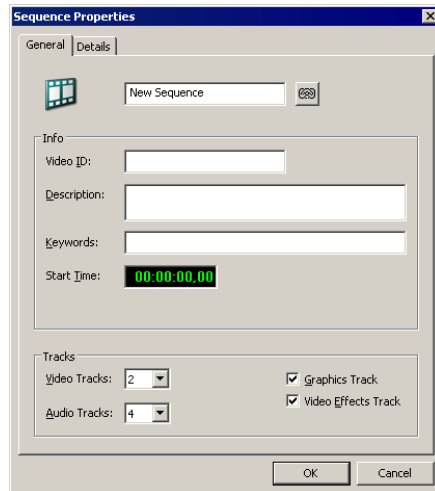 Sequence Properties
General Details
New Sequence
Info
Video ID:
Description:
Keywords:
Start Time: 00:00:00,00
Tracks
Video Tracks: 2
Graphics Track
Video Effects Track
Audio Tracks: 4
OK Cancel